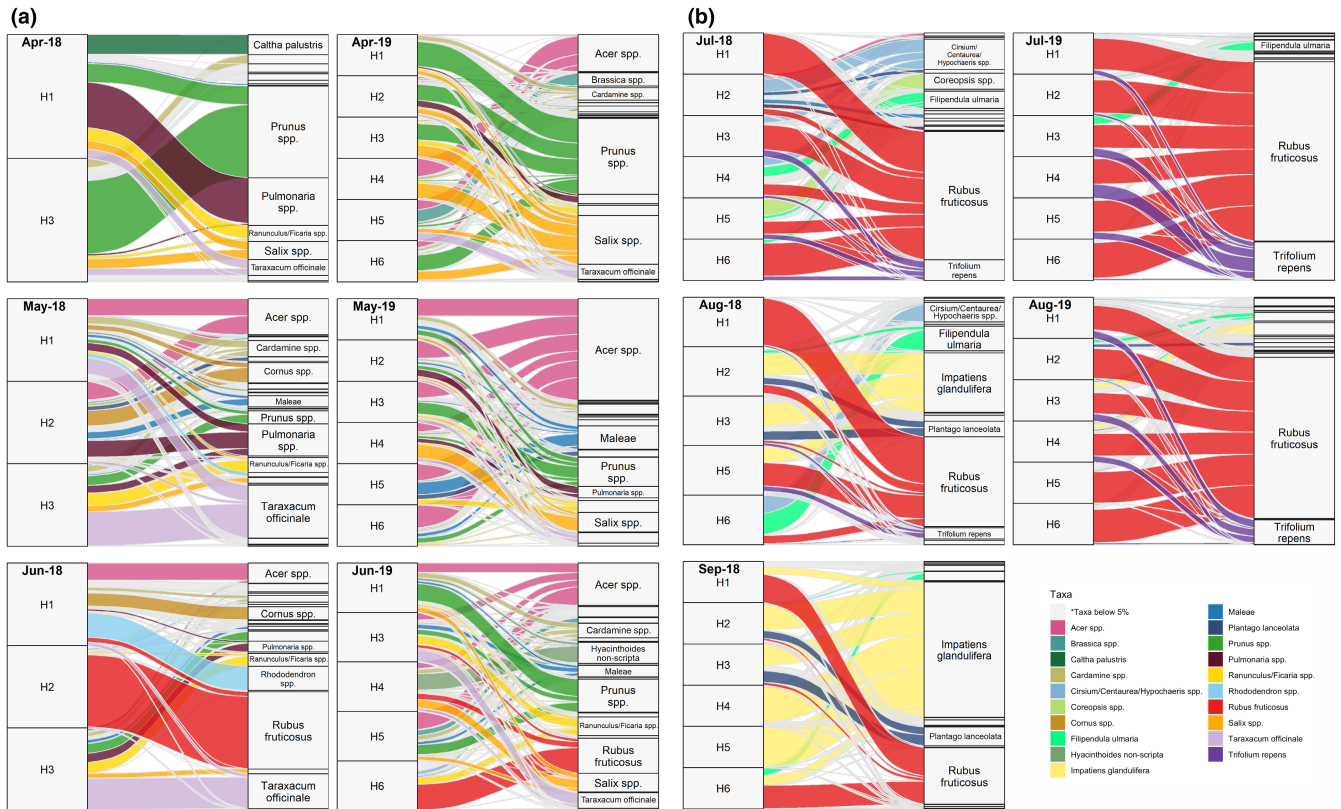 (a)
Apr-18
H1
H3
Caltha palustris
Prunus
spp.
Pulmonaria
spp.
Ranunculus/Ficaria spp.
Salix spp.
Taraxacum officinale
Apr-19
H1
H2
H3
H4
H5
H6
Acer spp.
Brassica spp.
Cardamine spp.
Prunus
spp.
Salix spp.
Taraxacum officinale
May-18
H1
H2
H3
Acer spp.
Cardamine spp.
Cornus spp.
Maleae
Prunus spp.
Pulmonaria
spp.
Ranunculus/Ficaria spp.
Taraxacum
officinale
May-19
H1
H2
H3
H4
H5
H6
Acer spp.
Maleae
Prunus
spp.
Pulmonaria spp.
Salix spp.
Jun-18
H1
H2
H3
Acer spp.
Cornus spp.
Pulmonaria spp.
Ranunculus/Ficaria spp.
Rhododendron
spp.
Rubus
fruticosus
Taraxacum
officinale
Jun-19
H1
H3
H4
H5
H6
Acer spp.
Cardamine spp.
Hyacinthoides
non-scripta
Maleae
Prunus
spp.
Ranunculus/Ficaria spp.
Rubus
fruticosus
Salix spp.
Taraxacum officinale
(b)
Jul-18
H1
H2
H3
H4
H5
H6
Cirsium/
Centaurea/
Hypochaeris spp.
Coreopsis spp.
Filipendula ulmaria
Rubus
fruticosus
Trifolium
repens
Jul-19
H1
H2
H3
H4
H5
H6
Filipendula ulmaria
Rubus
fruticosus
Trifolium
repens
Aug-18
H1
H2
H3
H5
H6
Cirsium/Centaurea/
Hypochaeris spp.
Filipendula
ulmaria
Impatiens
glandulifera
Plantago lanceolata
Rubus
fruticosus
Trifolium repens
Aug-19
H1
H2
H3
H4
H5
H6
Rubus
fruticosus
Trifolium
repens
Sep-18
H1
H2
H3
H4
H5
H6
Impatiens
glandulifera
Plantago lanceolata
Rubus
fruticosus
Taxa
*Taxa below 5%
Acer spp.
Brassica spp.
Caltha palustris
Cardamine spp.
Cirsium/Centaurea/Hypochaeris spp.
Coreopsis spp.
Cornus spp.
Filipendula ulmaria
Hyacinthoides non-scripta
Impatiens glandulifera
Maleae
Plantago lanceolata
Prunus spp.
Pulmonaria spp.
Ranunculus/Ficaria spp.
Rhododendron spp.
Rubus fruticosus
Salix spp.
Taraxacum officinale
Trifolium repens